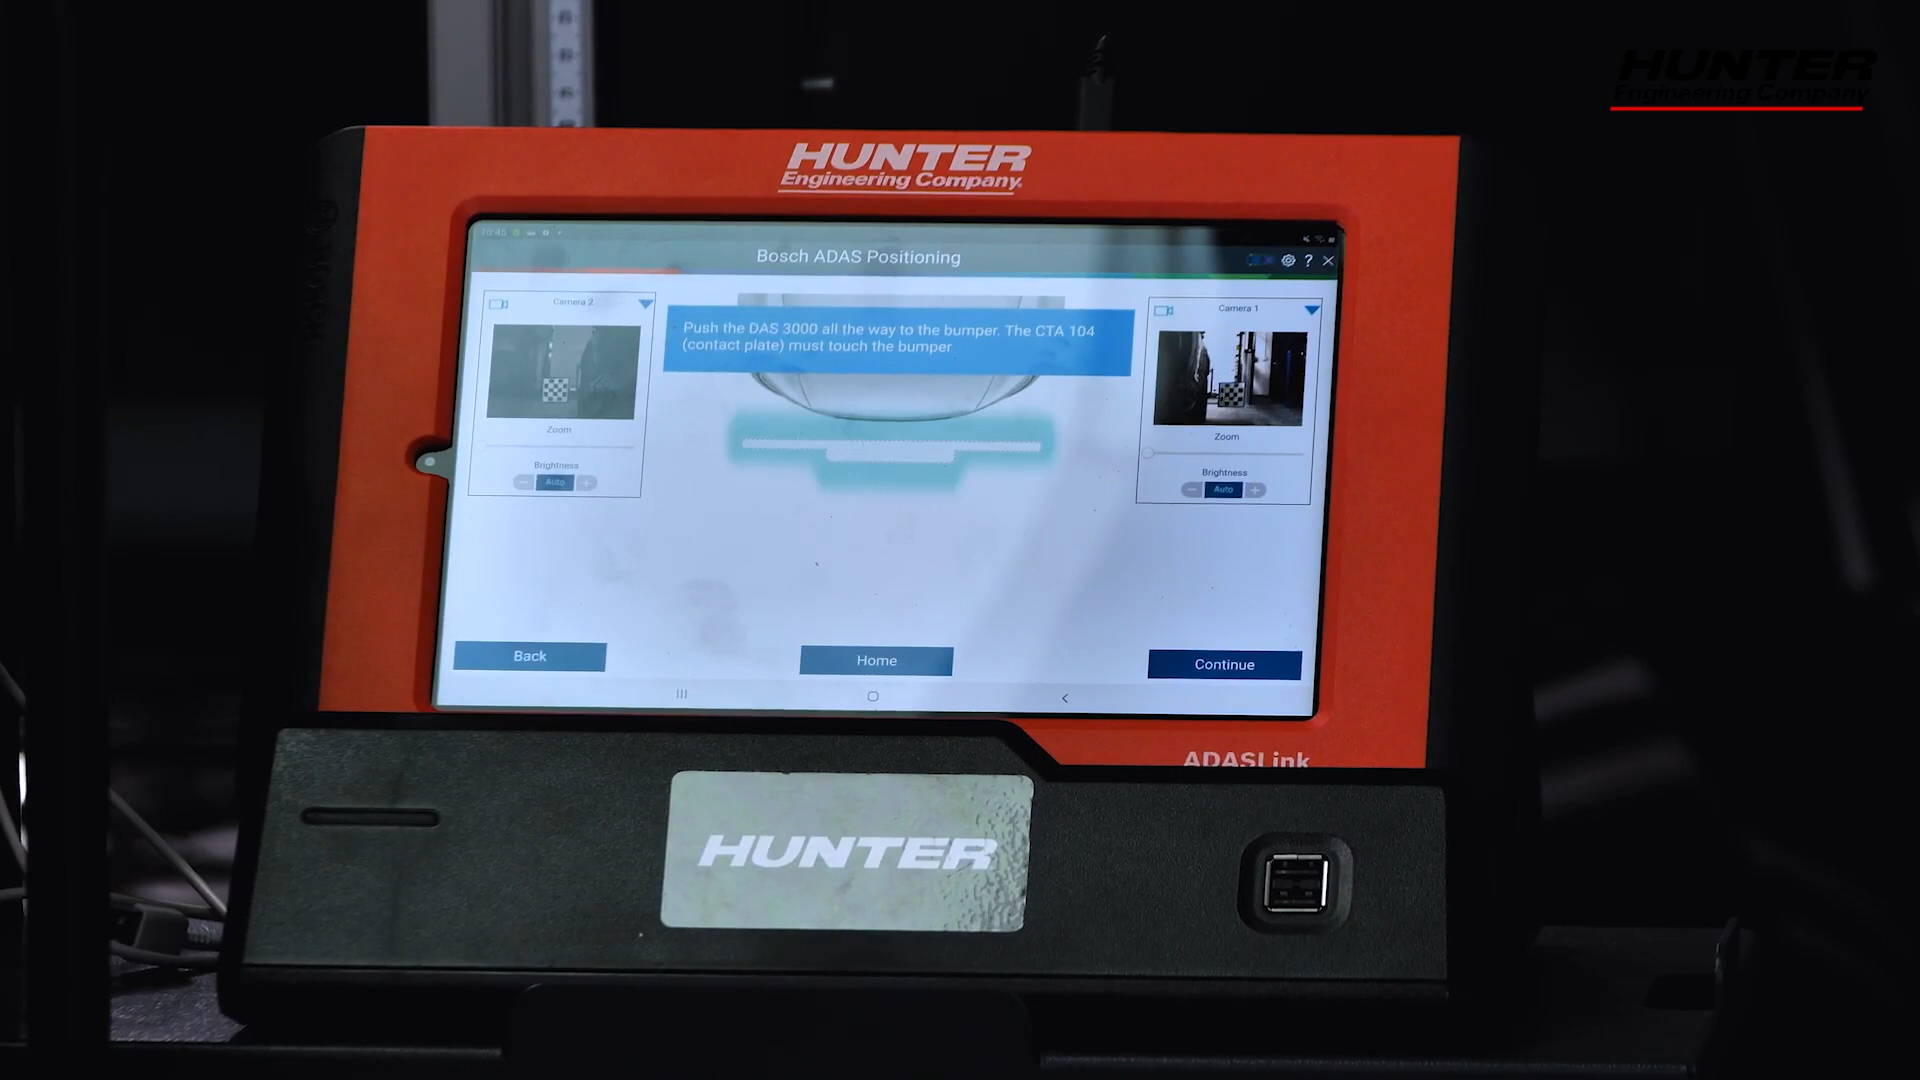 HUNTER
Engineering Company
HUNTER
Engineering Company
16:45
Bosch ADAS Positioning
?
Camera 2
Push the DAS 3000 all the way to the bumper. The CTA 104
(contact plate) must touch the bumper
Camera 1
Zoom
Zoom
Brightness
Brightness
Auto
Auto
Back
Home
Continue
ADASLink
HUNTER